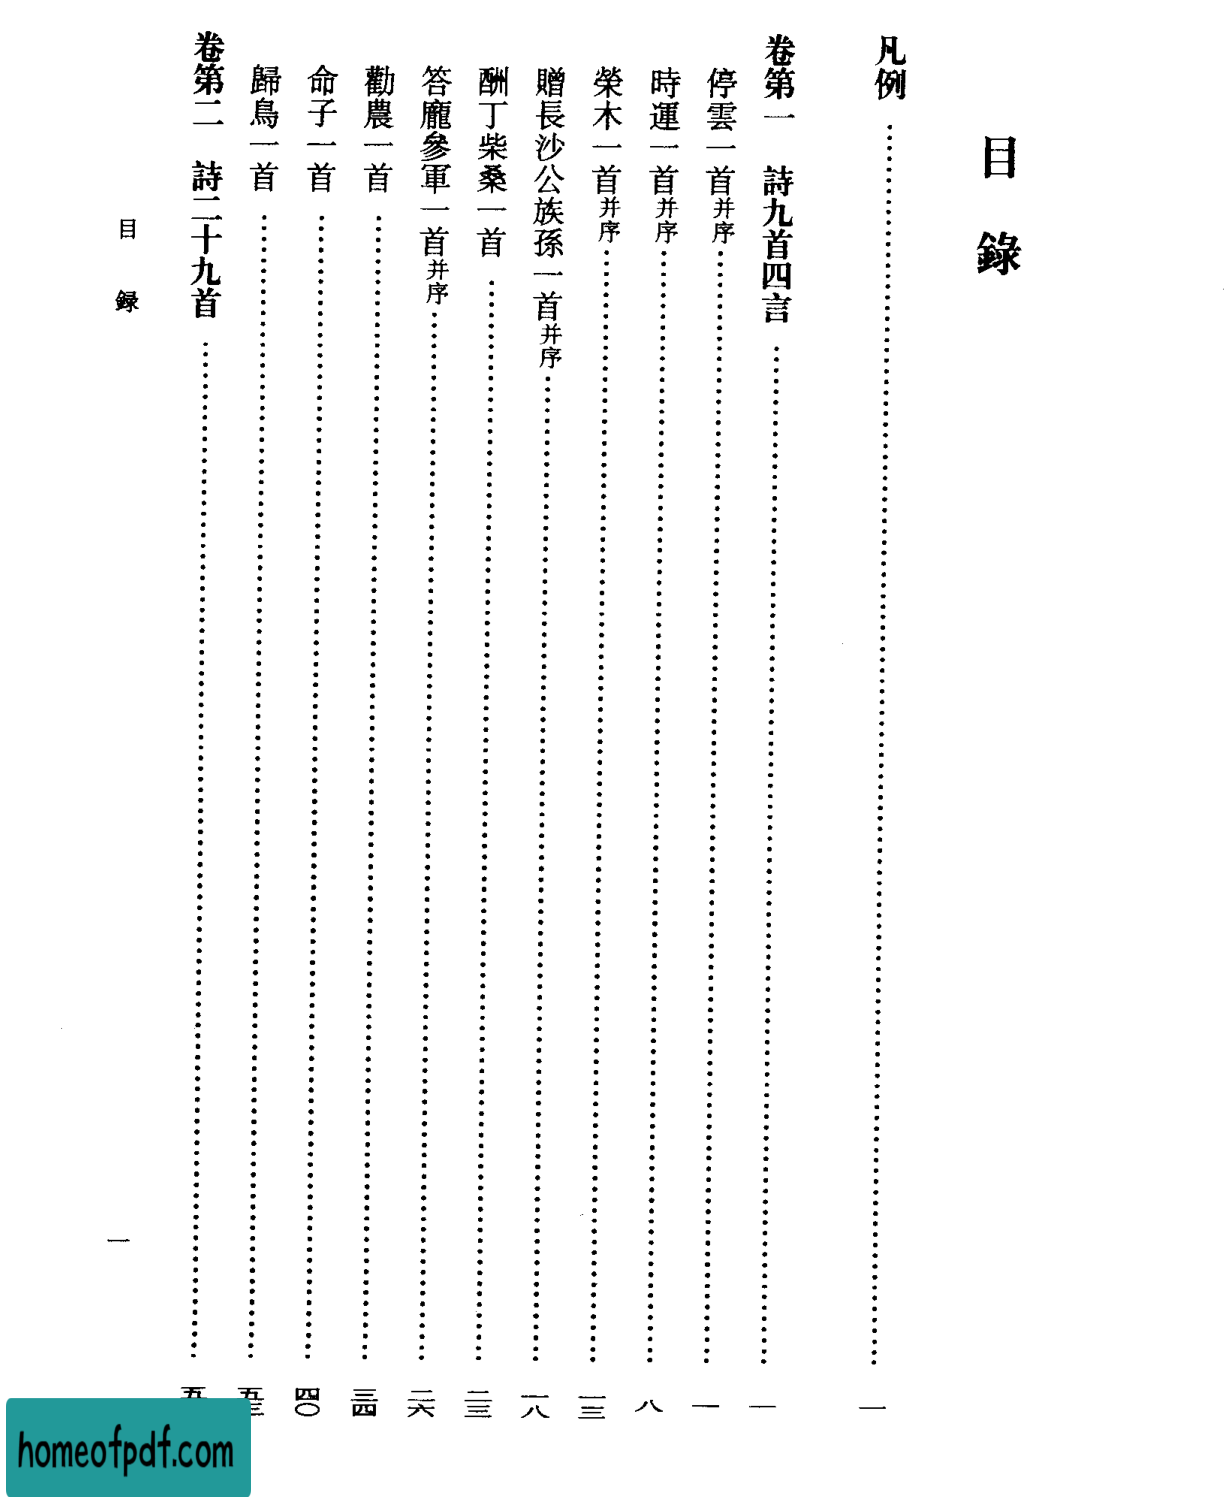 目錄
凡例……一
卷第一　詩九首四言……一
停雲一首并序……一
時運一首并序……八
榮木一首并序……一三
贈長沙公族孫一首并序……一八
酬丁柴桑一首……二三
答龐參軍一首并序……二六
勸農一首……三四
命子一首……四〇
歸鳥一首……五三
卷第二　詩二十九首……五
目録
一
homeofpdf.com